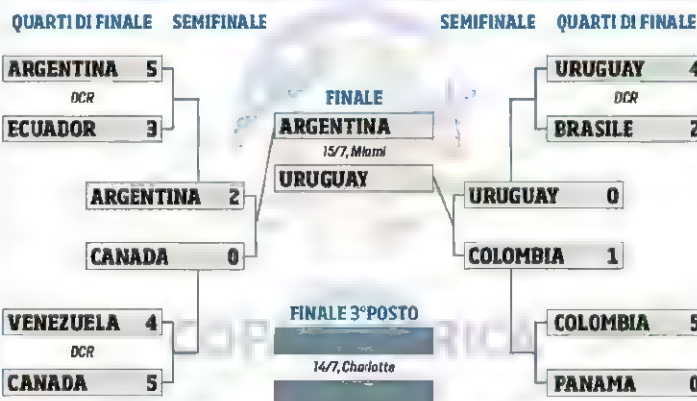 QUARTI DI FINALE SEMIFINALE
ARGENTINA 5
DCR
ECUADOR 3
ARGENTINA 2
CANADA 0
VENEZUELA 4
DCR
CANADA 5
FINALE
ARGENTINA
15/7, Miami
URUGUAY
FINALE 3°POSTO
14/7, Charlotte
SEMIFINALE QUARTI DI FINALE
URUGUAY 4
DCR
BRASILE 2
URUGUAY 0
COLOMBIA 1
COLOMBIA 5
PANAMA 0